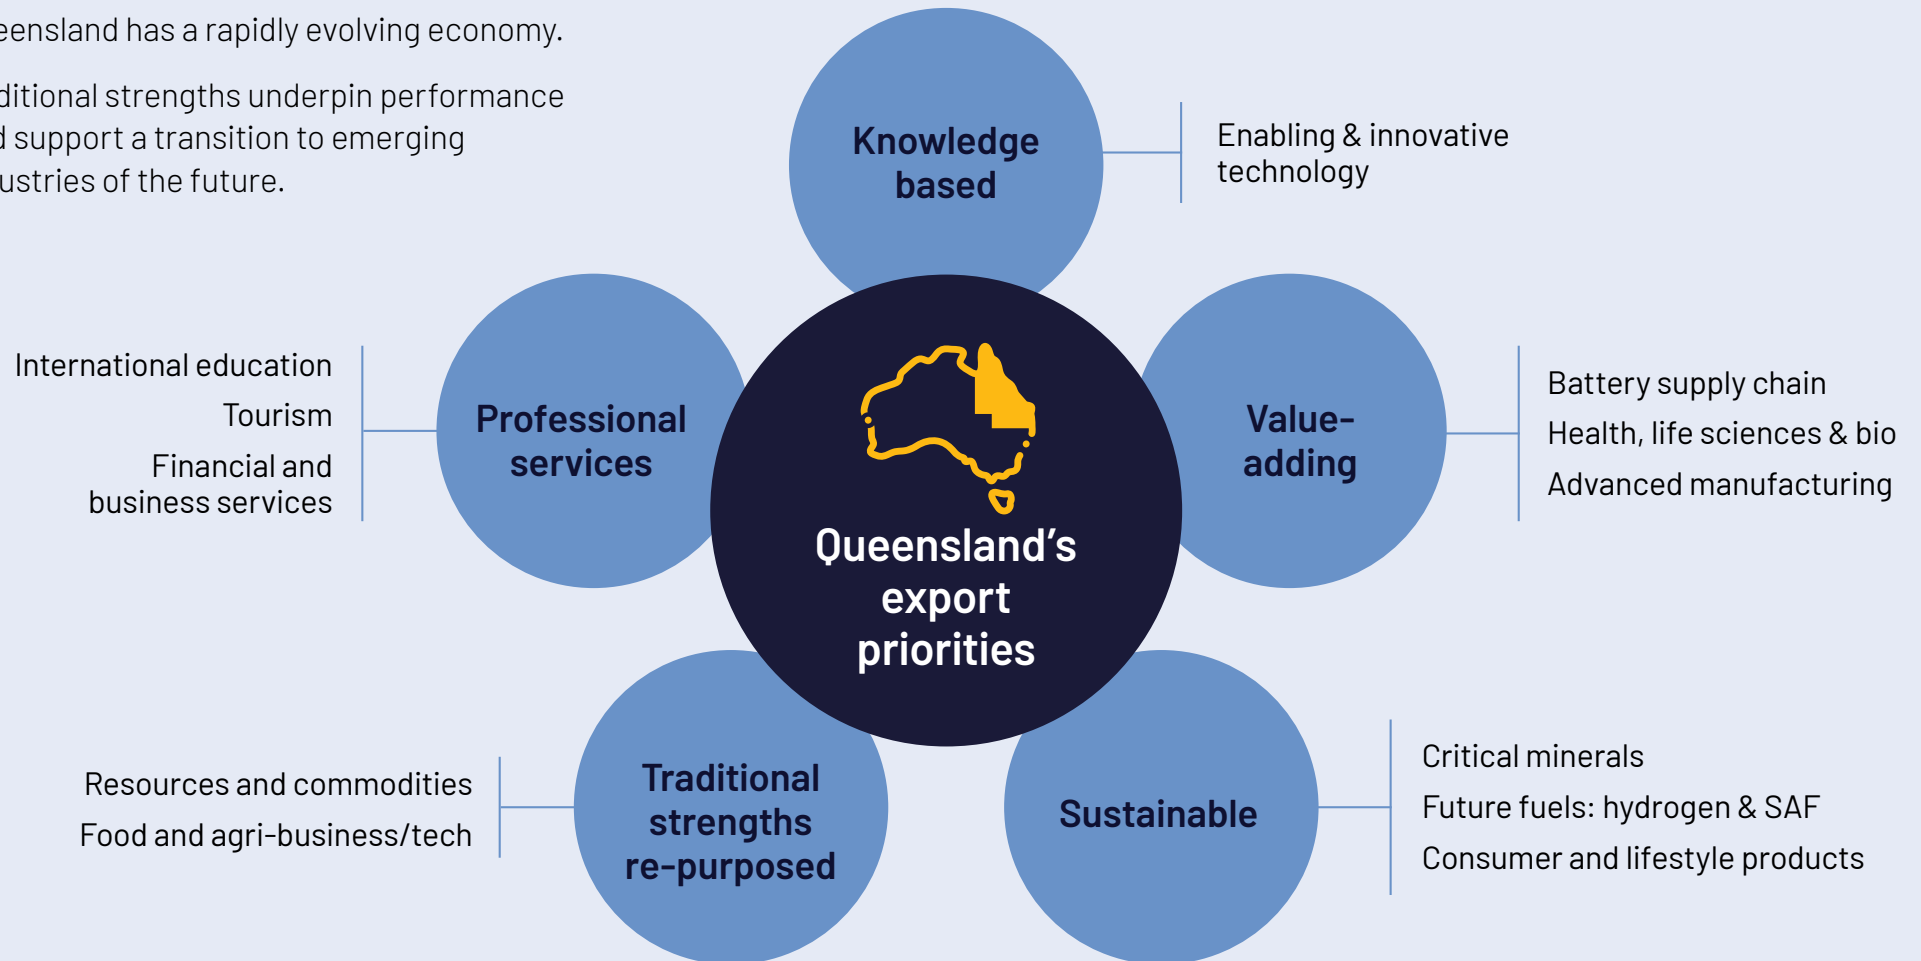 eensland has a rapidly evolving economy.
ditional strengths underpin performance
d support a transition to emerging
ustries of the future.
Knowledge
based
Enabling & innovative
technology
International education
Tourism
Financial and
business services
Professional
services
Queensland's
export
priorities
Value-
adding
Battery supply chain
Health, life sciences & bio
Advanced manufacturing
Resources and commodities
Food and agri-business/tech
Traditional
strengths
re-purposed
Sustainable
Critical minerals
Future fuels: hydrogen & SAF
Consumer and lifestyle products